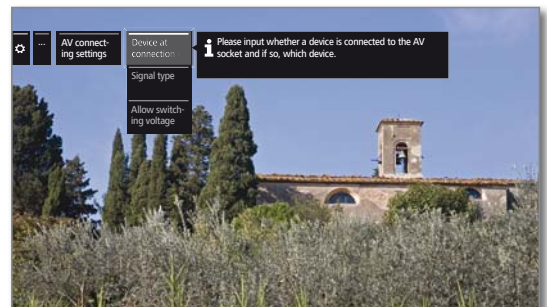 ...
AV connect-
ing settings
Device at
connection
Please input whether a device is connected to the AV
socket and if so, which device.
Signal type
Allow switch-
ing voltage